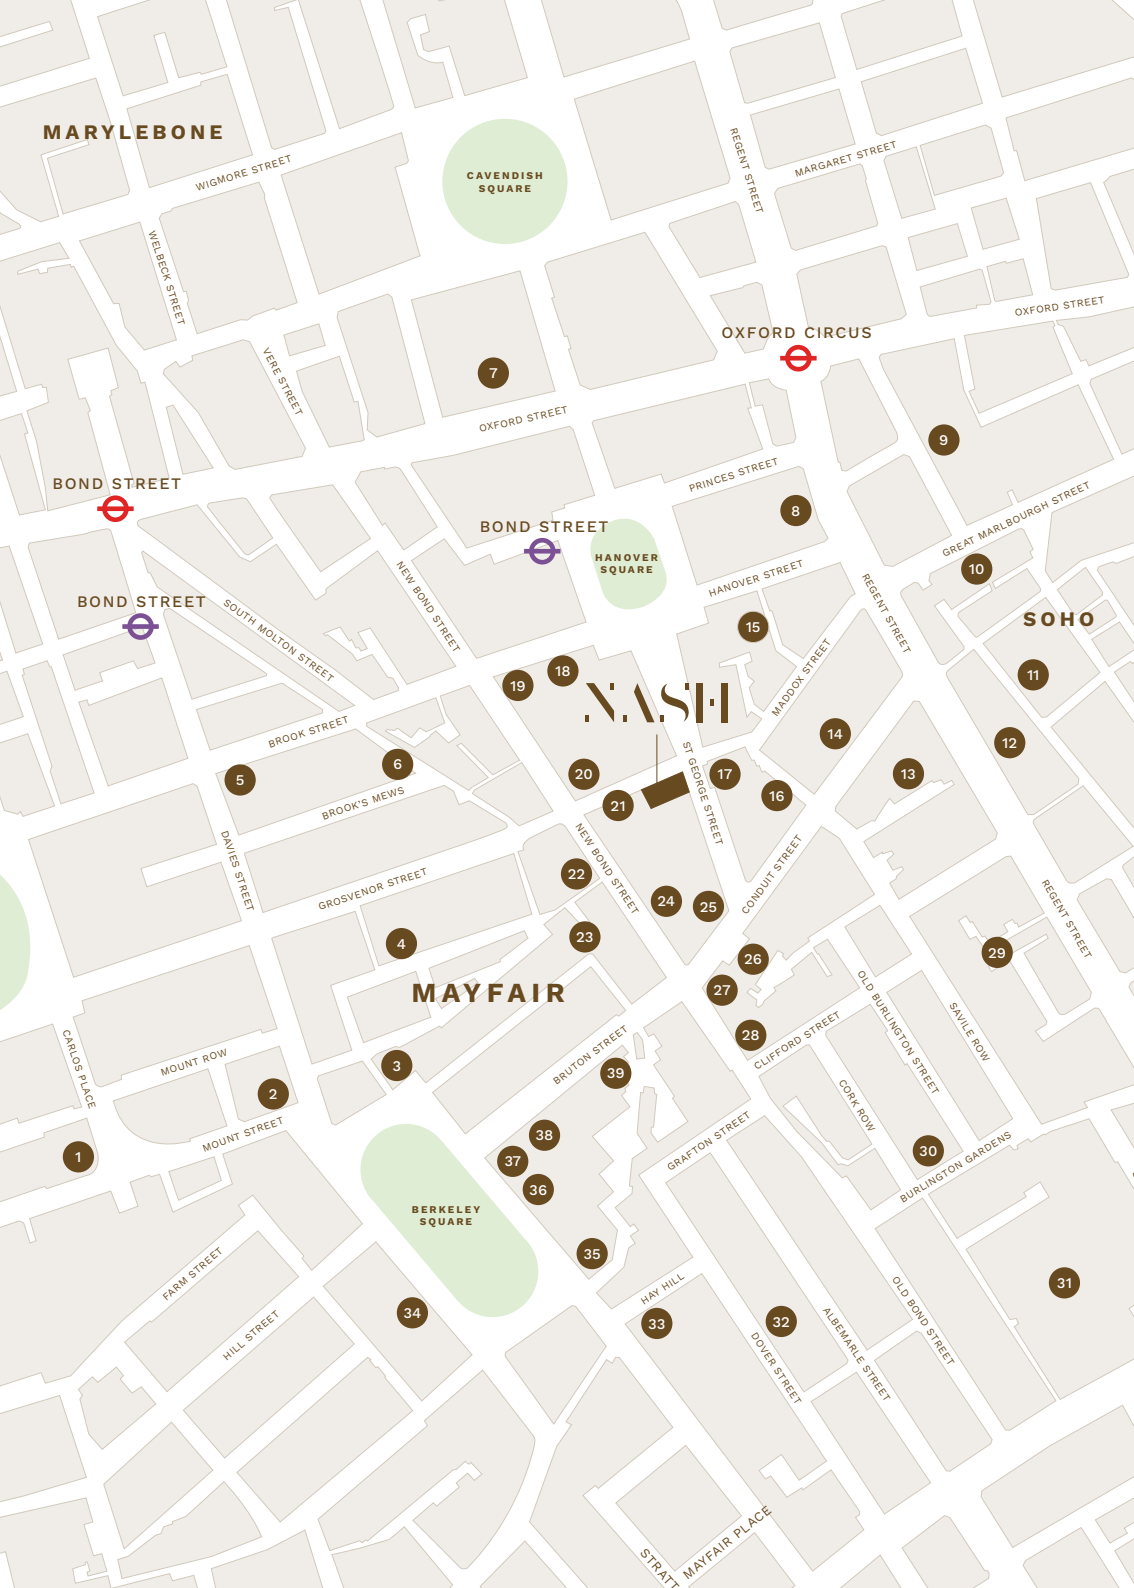 MARYLEBONE
WIGMORE STREET
CAVENDISH
SQUARE
REGENT STREET
MARGARET STREET
WELBECK STREET
VERE STREET
OXFORD STREET
OXFORD CIRCUS
7
OXFORD STREET
9
BOND STREET
PRINCES STREET
8
GREAT MARLBOURGH STREET
BOND STREET
HANOVER
SQUARE
HANOVER STREET
10
NEW BOND STREET
REGENT STREET
BOND STREET
SOUTH MOLTON STREET
15
SOHO
MADDOX STREET
19
18
11
NASH
BROOK STREET
14
12
5
6
20
ST GEORGE STREET
17
13
BROOK'S MEWS
21
16
DAVIES STREET
NEW BOND STREET
CONDUIT STREET
GROSVENOR STREET
22
24
25
REGENT STREET
4
23
26
29
MAYFAIR
27
OLD BURLINGTON STREET
SAVILE ROW
28
CLIFFORD STREET
CARLOS PLACE
MOUNT ROW
BRUTON STREET
3
39
2
CORK ROW
MOUNT STREET
38
GRAFTON STREET
1
37
30
BURLINGTON GARDENS
36
BERKELEY
SQUARE
35
FARM STREET
HAY HILL
31
34
33
32
HILL STREET
DOVER STREET
ALBEMARLE STREET
OLD BOND STREET
MAYFAIR PLACE
STRATT